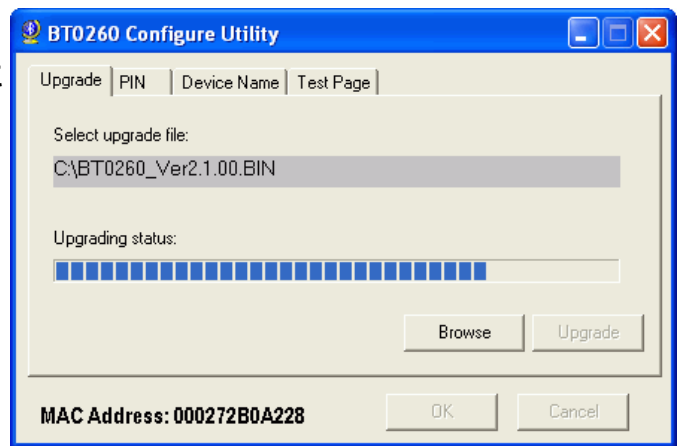 BT0260 Configure Utility
Upgrade PIN Device Name Test Page
Select upgrade file:
C:\BT0260_Ver2.1.00.BIN
Upgrading status:
Browse Upgrade
MAC Address: 000272B0A228 OK Cancel